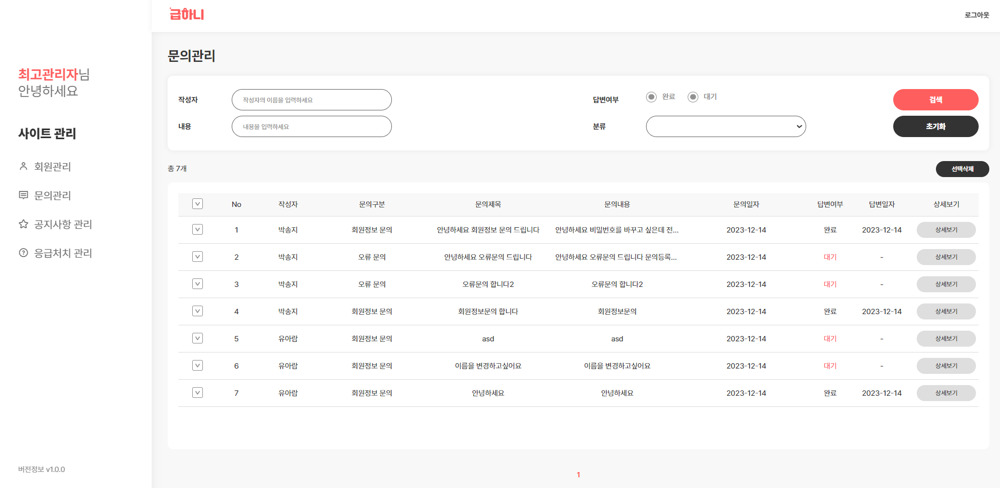 급하니
로그아웃
최고관리자님
안녕하세요
사이트 관리
회원관리
문의관리
공지사항 관리
응급처치 관리
버전정보 v1.0.0
문의관리
작성자 작성자의 이름을 입력하세요 답변여부 완료 대기 검색
내용 내용을 입력하세요 분류 초기화
총 7개 선택삭제
No 작성자 문의구분 문의제목 문의내용 문의일자 답변여부 답변일자 상세보기
1 박송지 회원정보 문의 안녕하세요 회원정보 문의 드립니다 안녕하세요 비밀번호를 바꾸고 싶은데 전... 2023-12-14 완료 2023-12-14 상세보기
2 박송지 오류 문의 안녕하세요 오류문의 드립니다 안녕하세요 오류문의 드립니다 문의등록... 2023-12-14 대기 - 상세보기
3 박송지 오류 문의 오류문의 합니다2 오류문의 합니다2 2023-12-14 대기 - 상세보기
4 박송지 회원정보 문의 회원정보문의 합니다 회원정보문의 2023-12-14 완료 2023-12-14 상세보기
5 유아람 회원정보 문의 asd asd 2023-12-14 대기 - 상세보기
6 유아람 회원정보 문의 이름을 변경하고싶어요 이름을 변경하고싶어요 2023-12-14 대기 - 상세보기
7 유아람 회원정보 문의 안녕하세요 안녕하세요 2023-12-14 완료 2023-12-14 상세보기
1